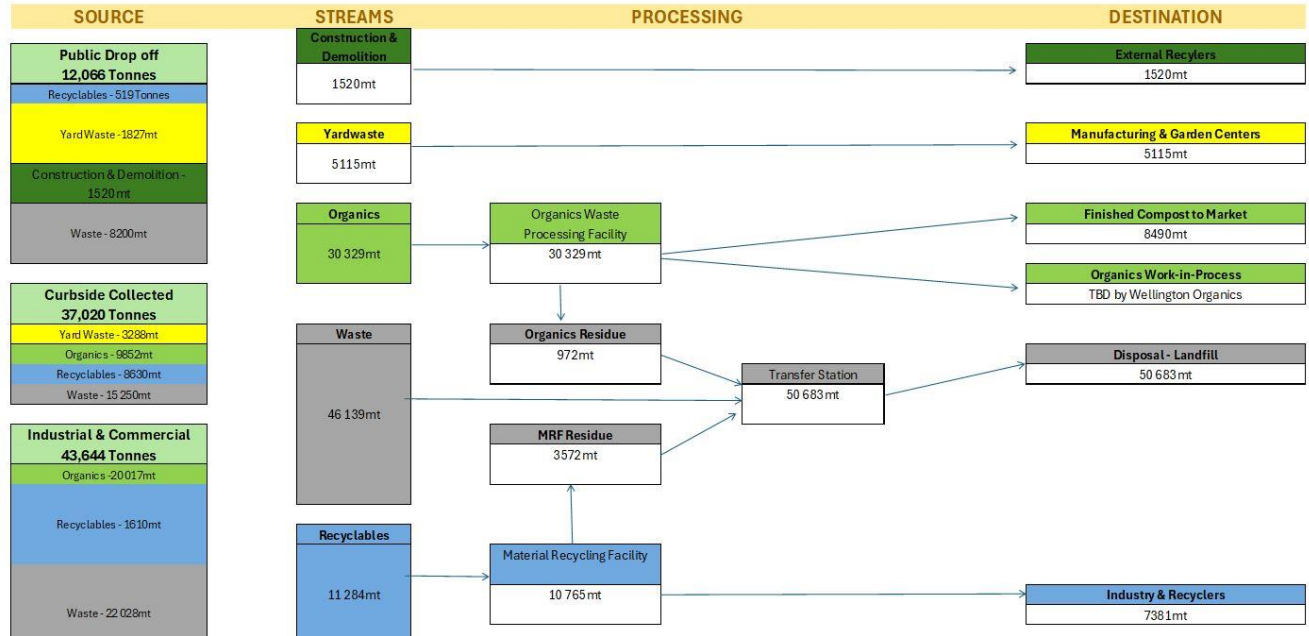 SOURCE
STREAMS
PROCESSING
DESTINATION
Public Drop off
12,066 Tonnes
Recyclables - 519 Tonnes
Yard Waste - 1827mt
Construction & Demolition -
1520mt
Waste - 8200mt
Curbside Collected
37,020 Tonnes
Yard Waste - 3288mt
Organics - 9852mt
Recyclables - 8630mt
Waste - 15 250mt
Industrial & Commercial
43,644 Tonnes
Organics -20 017mt
Recyclables - 1610mt
Waste - 22 028mt
Construction &
Demolition
1520mt
Yardwaste
5115mt
Organics
30 329mt
Waste
46 139mt
Recyclables
11 284mt
Organics Waste
Processing Facility
30 329mt
Organics Residue
972mt
Transfer Station
50 683mt
MRF Residue
3572mt
Material Recycling Facility
10 765mt
External Recylers
1520mt
Manufacturing & Garden Centers
5115mt
Finished Compost to Market
8490mt
Organics Work-in-Process
TBD by Wellington Organics
Disposal - Landfill
50 683mt
Industry & Recyclers
7381mt